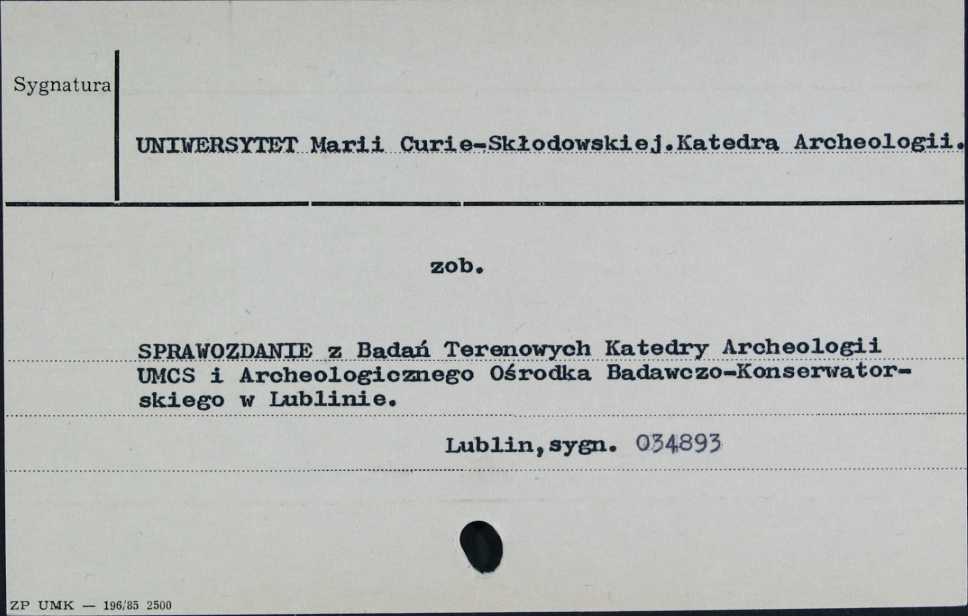 Sygnatura
UNIWERSYTET Marii Curie-Skłodowskiej.Katedra Archeologii.
zob.
SPRAWOZDANIE z Badań Terenowych Katedry Archeologii
UMCS i Archeologicznego Ośrodka Badawczo-Konserwator-
skiego w Lublinie.
Lublin,sygn. 034893
ZP UMK — 196/85 2500